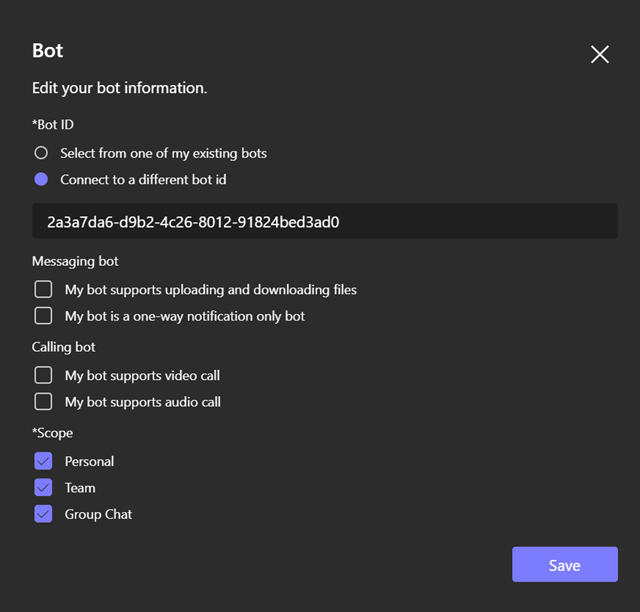 Bot
Edit your bot information.
*Bot ID
Select from one of my existing bots
Connect to a different bot id
2a3a7da6-d9b2-4c26-8012-91824bed3ad0
Messaging bot
My bot supports uploading and downloading files
My bot is a one-way notification only bot
Calling bot
My bot supports video call
My bot supports audio call
*Scope
Personal
Team
Group Chat
Save